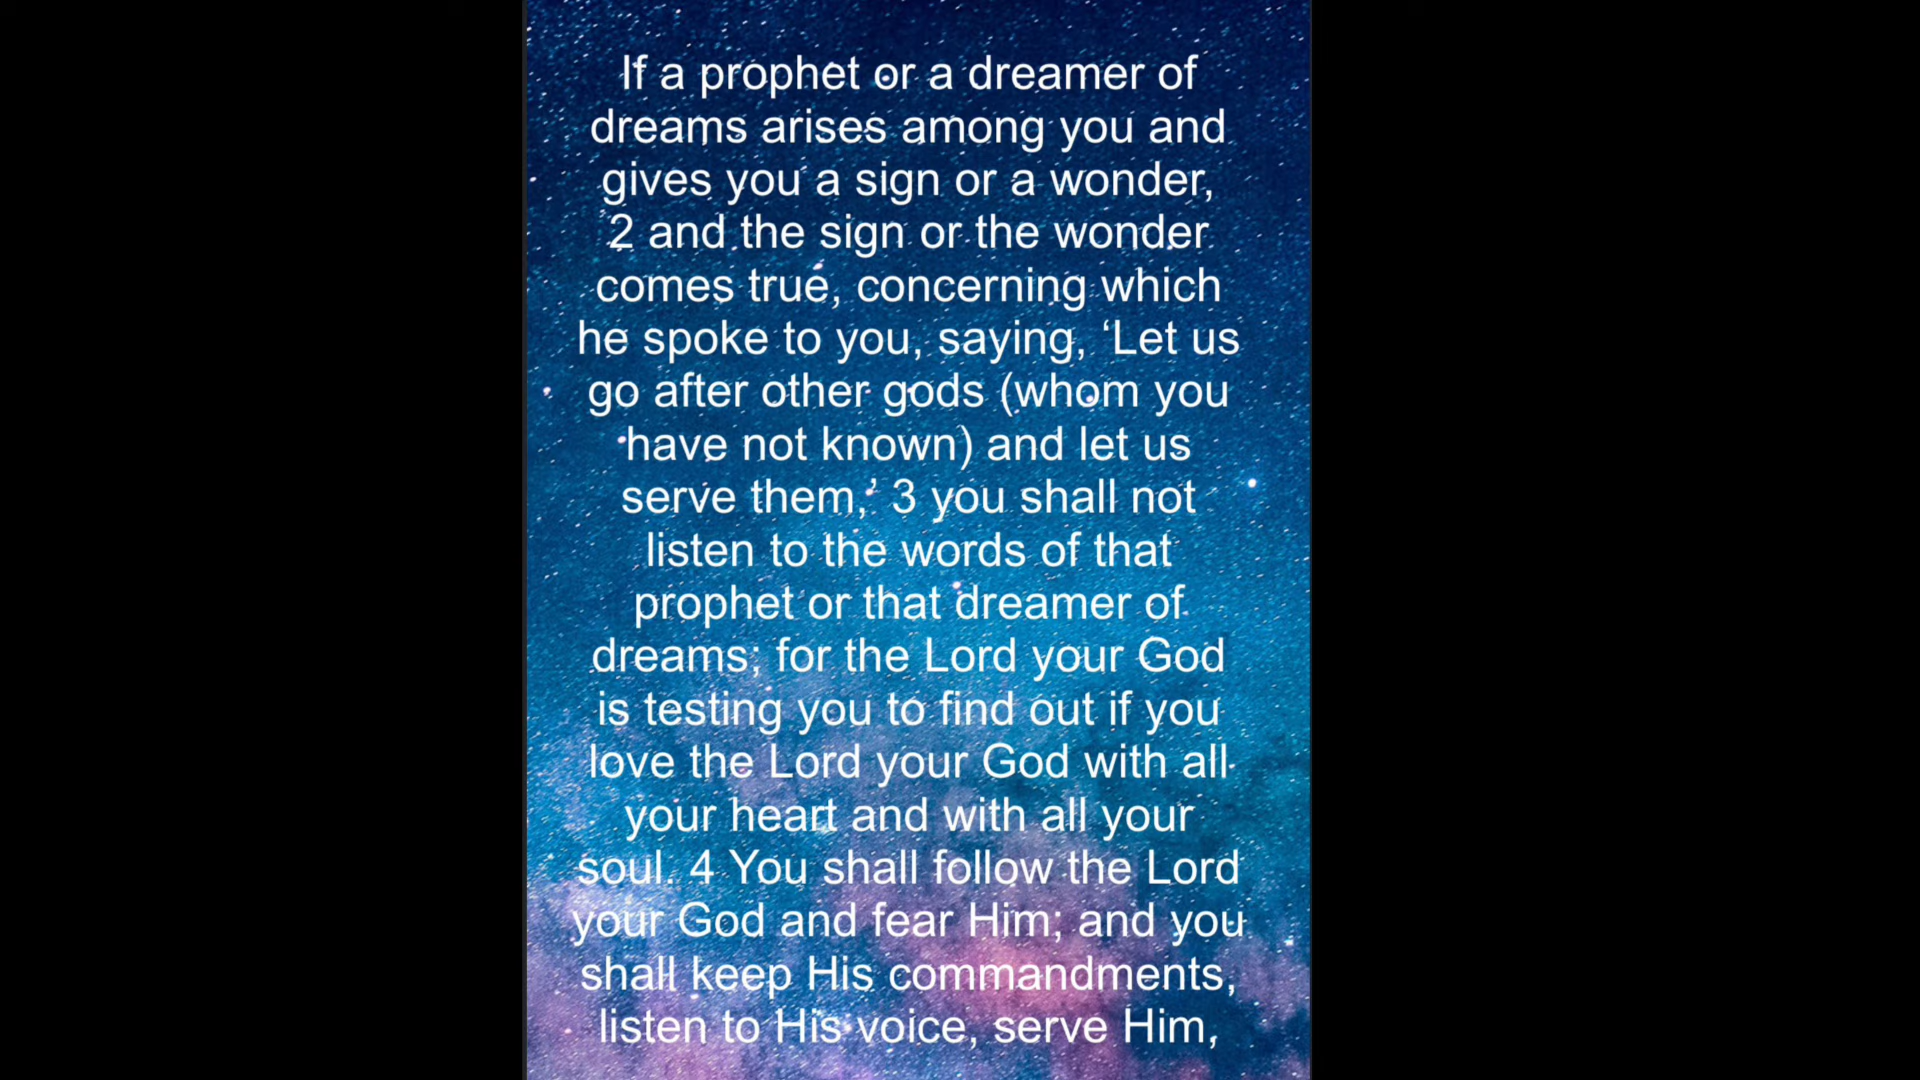 If a prophet or a dreamer of
dreams arises among you and
gives you a sign or a wonder,
2 and the sign or the wonder
comes true, concerning which
he spoke to you, saying, ‘Let us
go after other gods (whom you
have not known) and let us
serve them,’ 3 you shall not
listen to the words of that
prophet or that dreamer of
dreams; for the Lord your God
is testing you to find out if you
love the Lord your God with all
your heart and with all your
soul. 4 You shall follow the Lord
your God and fear Him; and you
shall keep His commandments,
listen to His voice, serve Him,